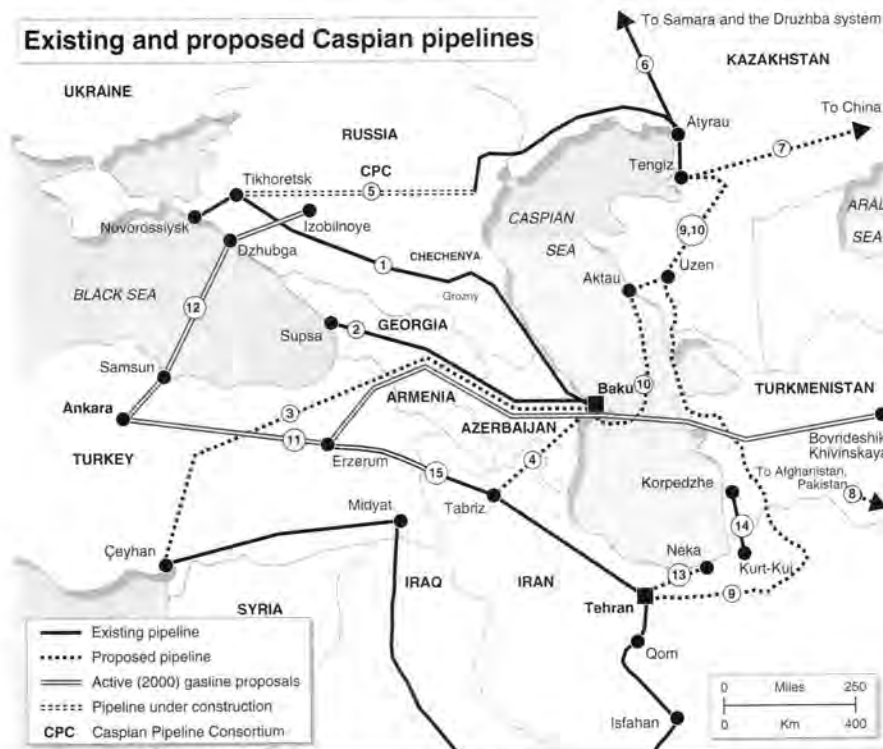 Existing and proposed Caspian pipelines
To Samara and the Druzhba system
KAZAKHSTAN
UKRAINE
6
To China
RUSSIA
Atyrau
CPC
Tengiz
7
Tikhoretsk
5
Novorossiysk
Izobilnoye
CASPIAN
SEA
9,10
ARAL
SEA
Dzhubga
CHECHENYA
1
Uzen
Aktau
Grozny
BLACK SEA
12
GEORGIA
Supsa
2
Samsun
Baku
10
TURKMENISTAN
Ankara
3
ARMENIA
AZERBAIJAN
11
Bovrideshik
Khivinskaya
Erzerum
4
TURKEY
15
To Afghanistan,
Pakistan
8
Korpedzhe
Midyat
Tabriz
14
Çeyhan
Neka
Kurt-Kui
IRAQ
IRAN
13
9
SYRIA
Tehran
Qom
Isfahan
Existing pipeline
Proposed pipeline
Active (2000) gasline proposals
Pipeline under construction
CPC Caspian Pipeline Consortium
0 Miles 250
0 Km 400